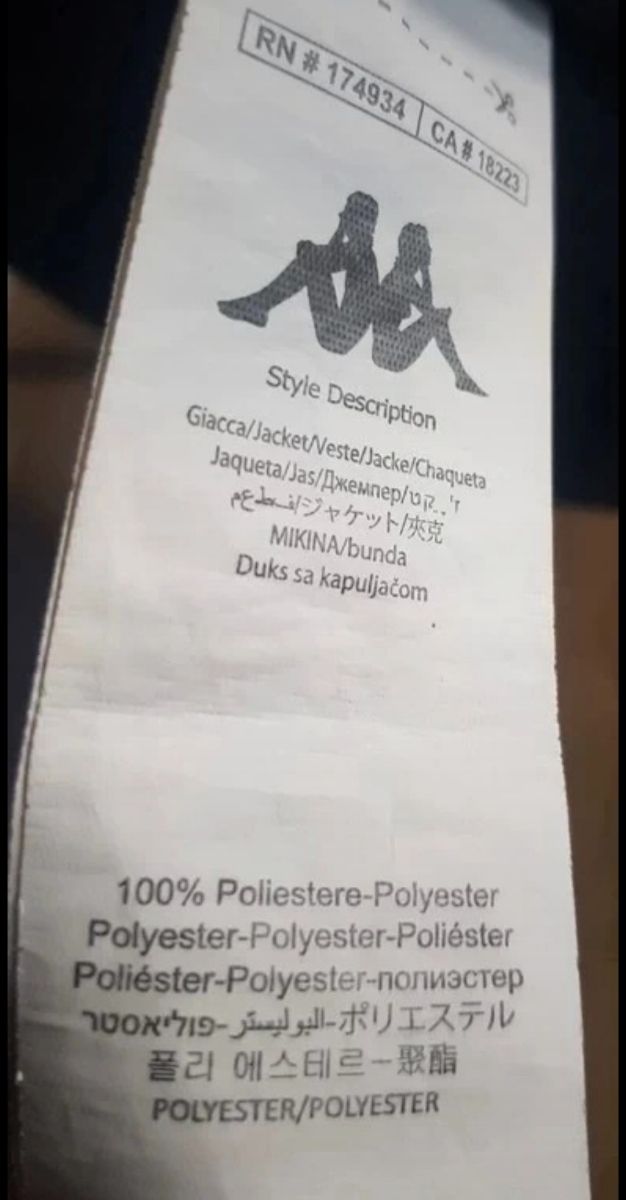 RN # 174934 | CA # 18223
Style Description
Giacca/Jacket/Veste/Jacke/Chaqueta
Jaqueta/Jas/Джемпер/
ジャケット/夾克
MIKINA/bunda
Duks sa kapuljačom
100% Poliestere-Polyester
Polyester-Polyester-Poliéster
Poliéster-Polyester-полиэстер
פוליאסטר-البوليستر-ポリエステル
폴리 에스테르-聚酯
POLYESTER/POLYESTER